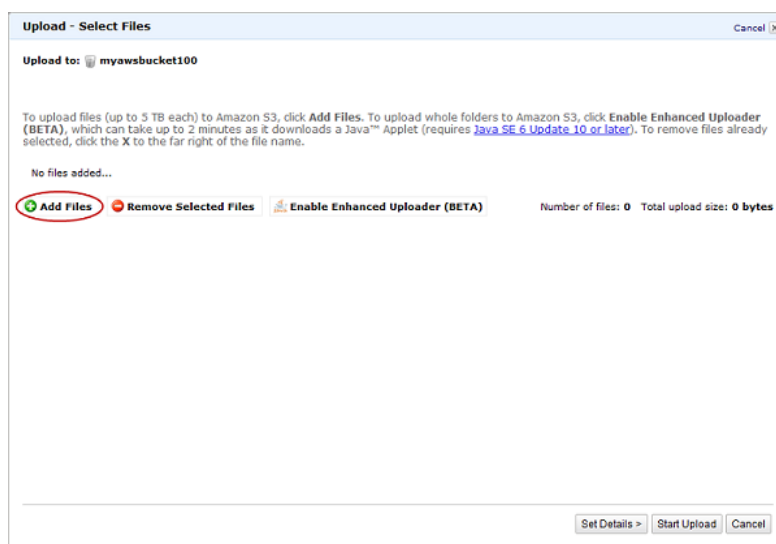 Upload - Select Files
Cancel
Upload to: myawsbucket100
To upload files (up to 5 TB each) to Amazon S3, click Add Files. To upload whole folders to Amazon S3, click Enable Enhanced Uploader
(BETA), which can take up to 2 minutes as it downloads a Java™ Applet (requires Java SE 6 Update 10 or later). To remove files already
selected, click the X to the far right of the file name.
No files added...
Add Files Remove Selected Files Enable Enhanced Uploader (BETA) Number of files: 0 Total upload size: 0 bytes
Set Details > Start Upload Cancel